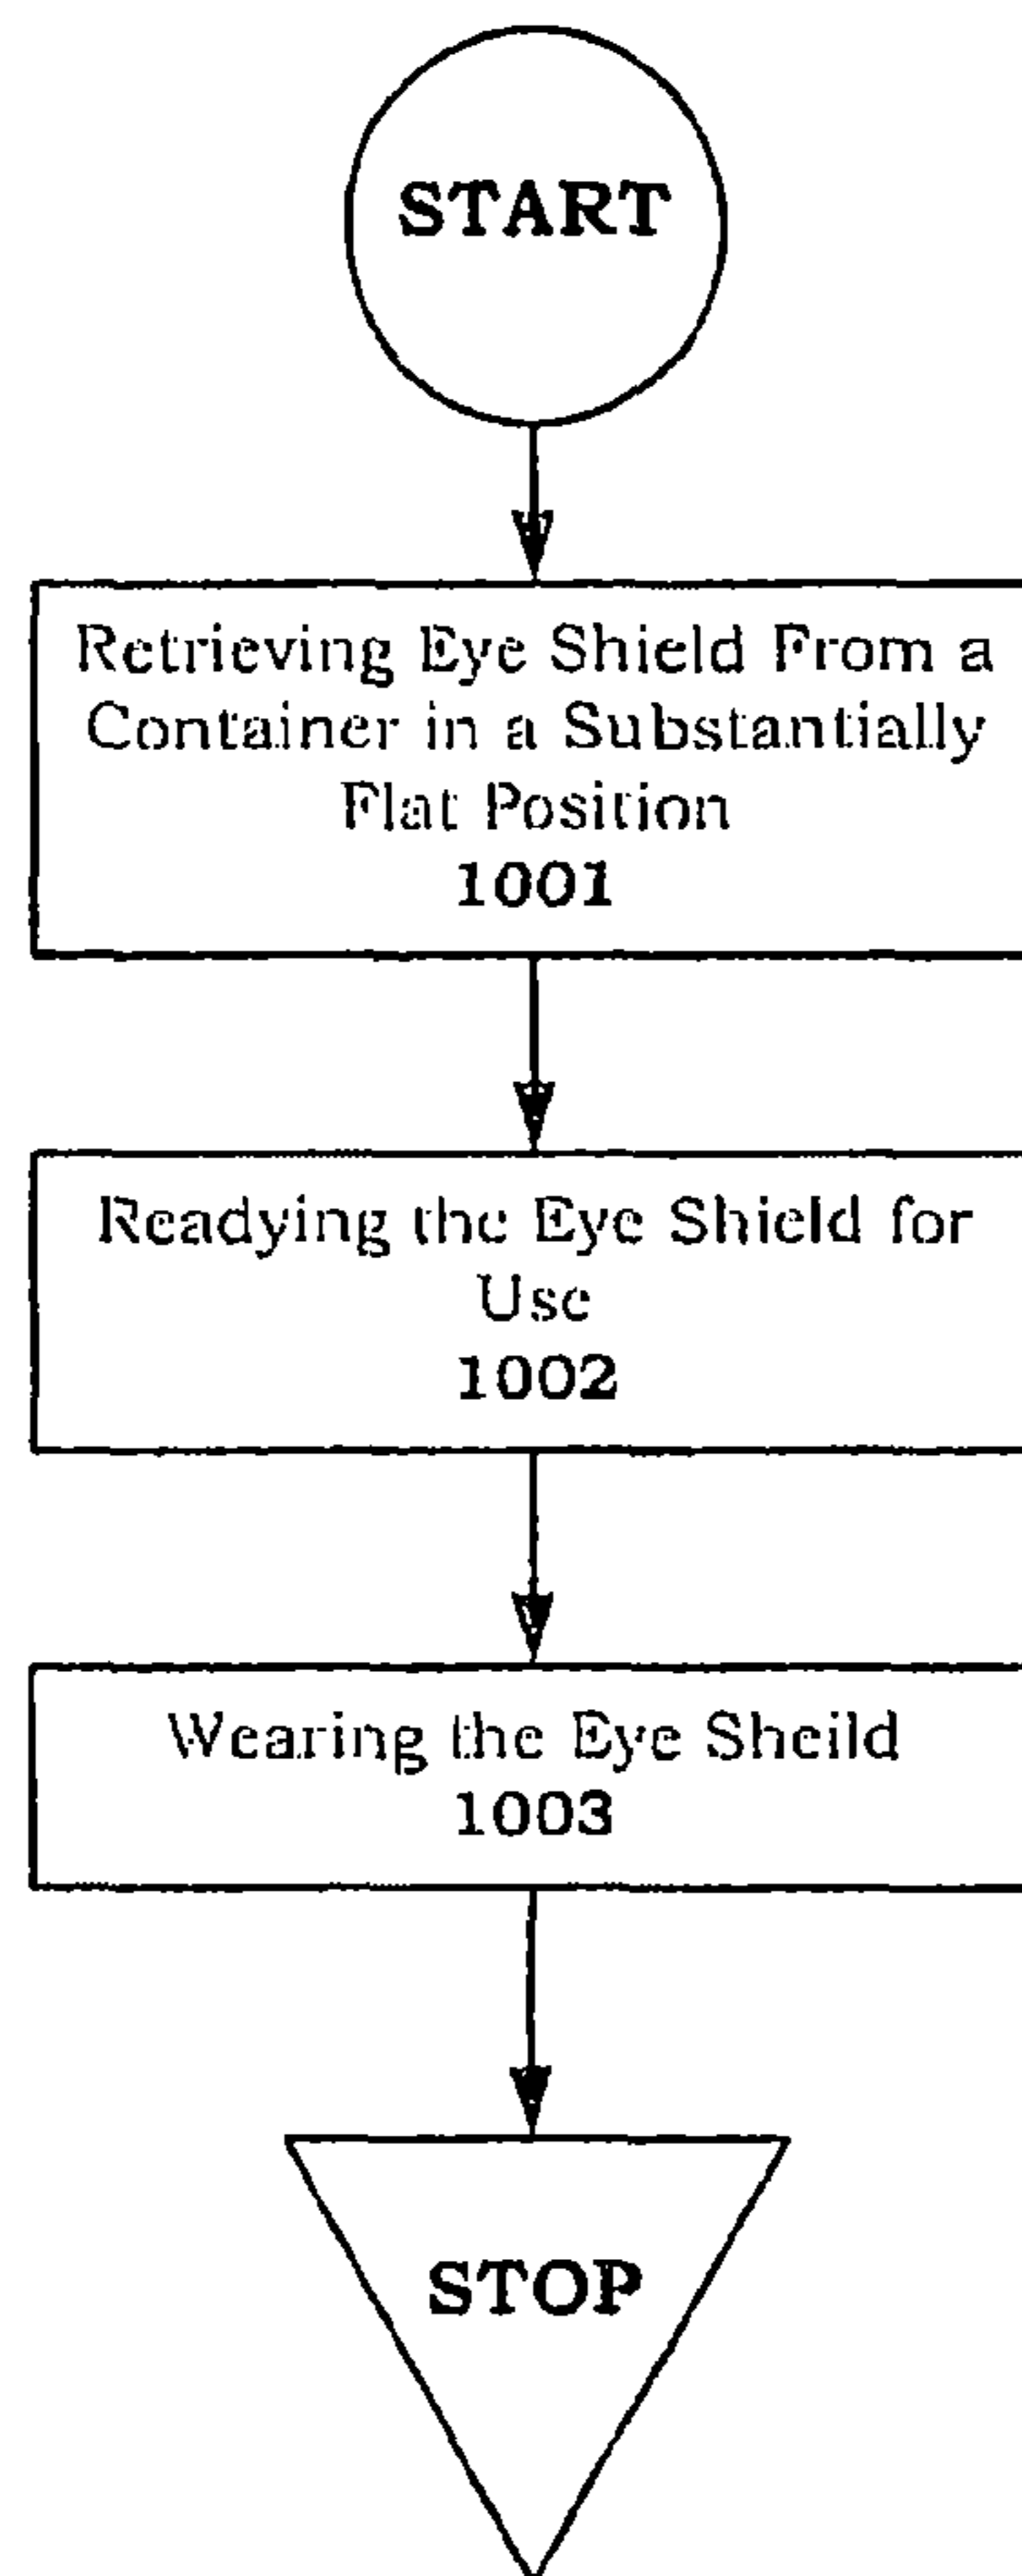 START
Retrieving Eye Shield From a
Container in a Substantially
Flat Position
1001
Readying the Eye Shield for
Use
1002
Wearing the Eye Sheild
1003
STOP